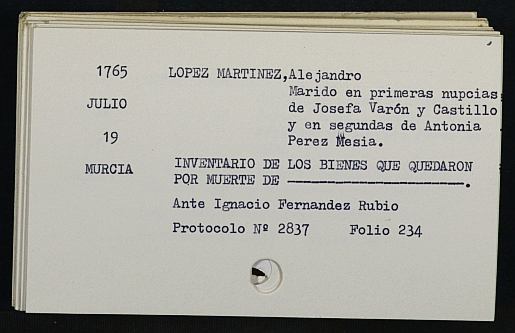 1765 LOPEZ MARTINEZ,Alejandro
Marido en primeras nupcias
JULIO de Josefa Varón y Castillo
y en segundas de Antonia
19 Perez Mesia.
MURCIA INVENTARIO DE LOS BIENES QUE QUEDARON
POR MUERTE DE ----------------------.
Ante Ignacio Fernandez Rubio
Protocolo Nº 2837 Folio 234